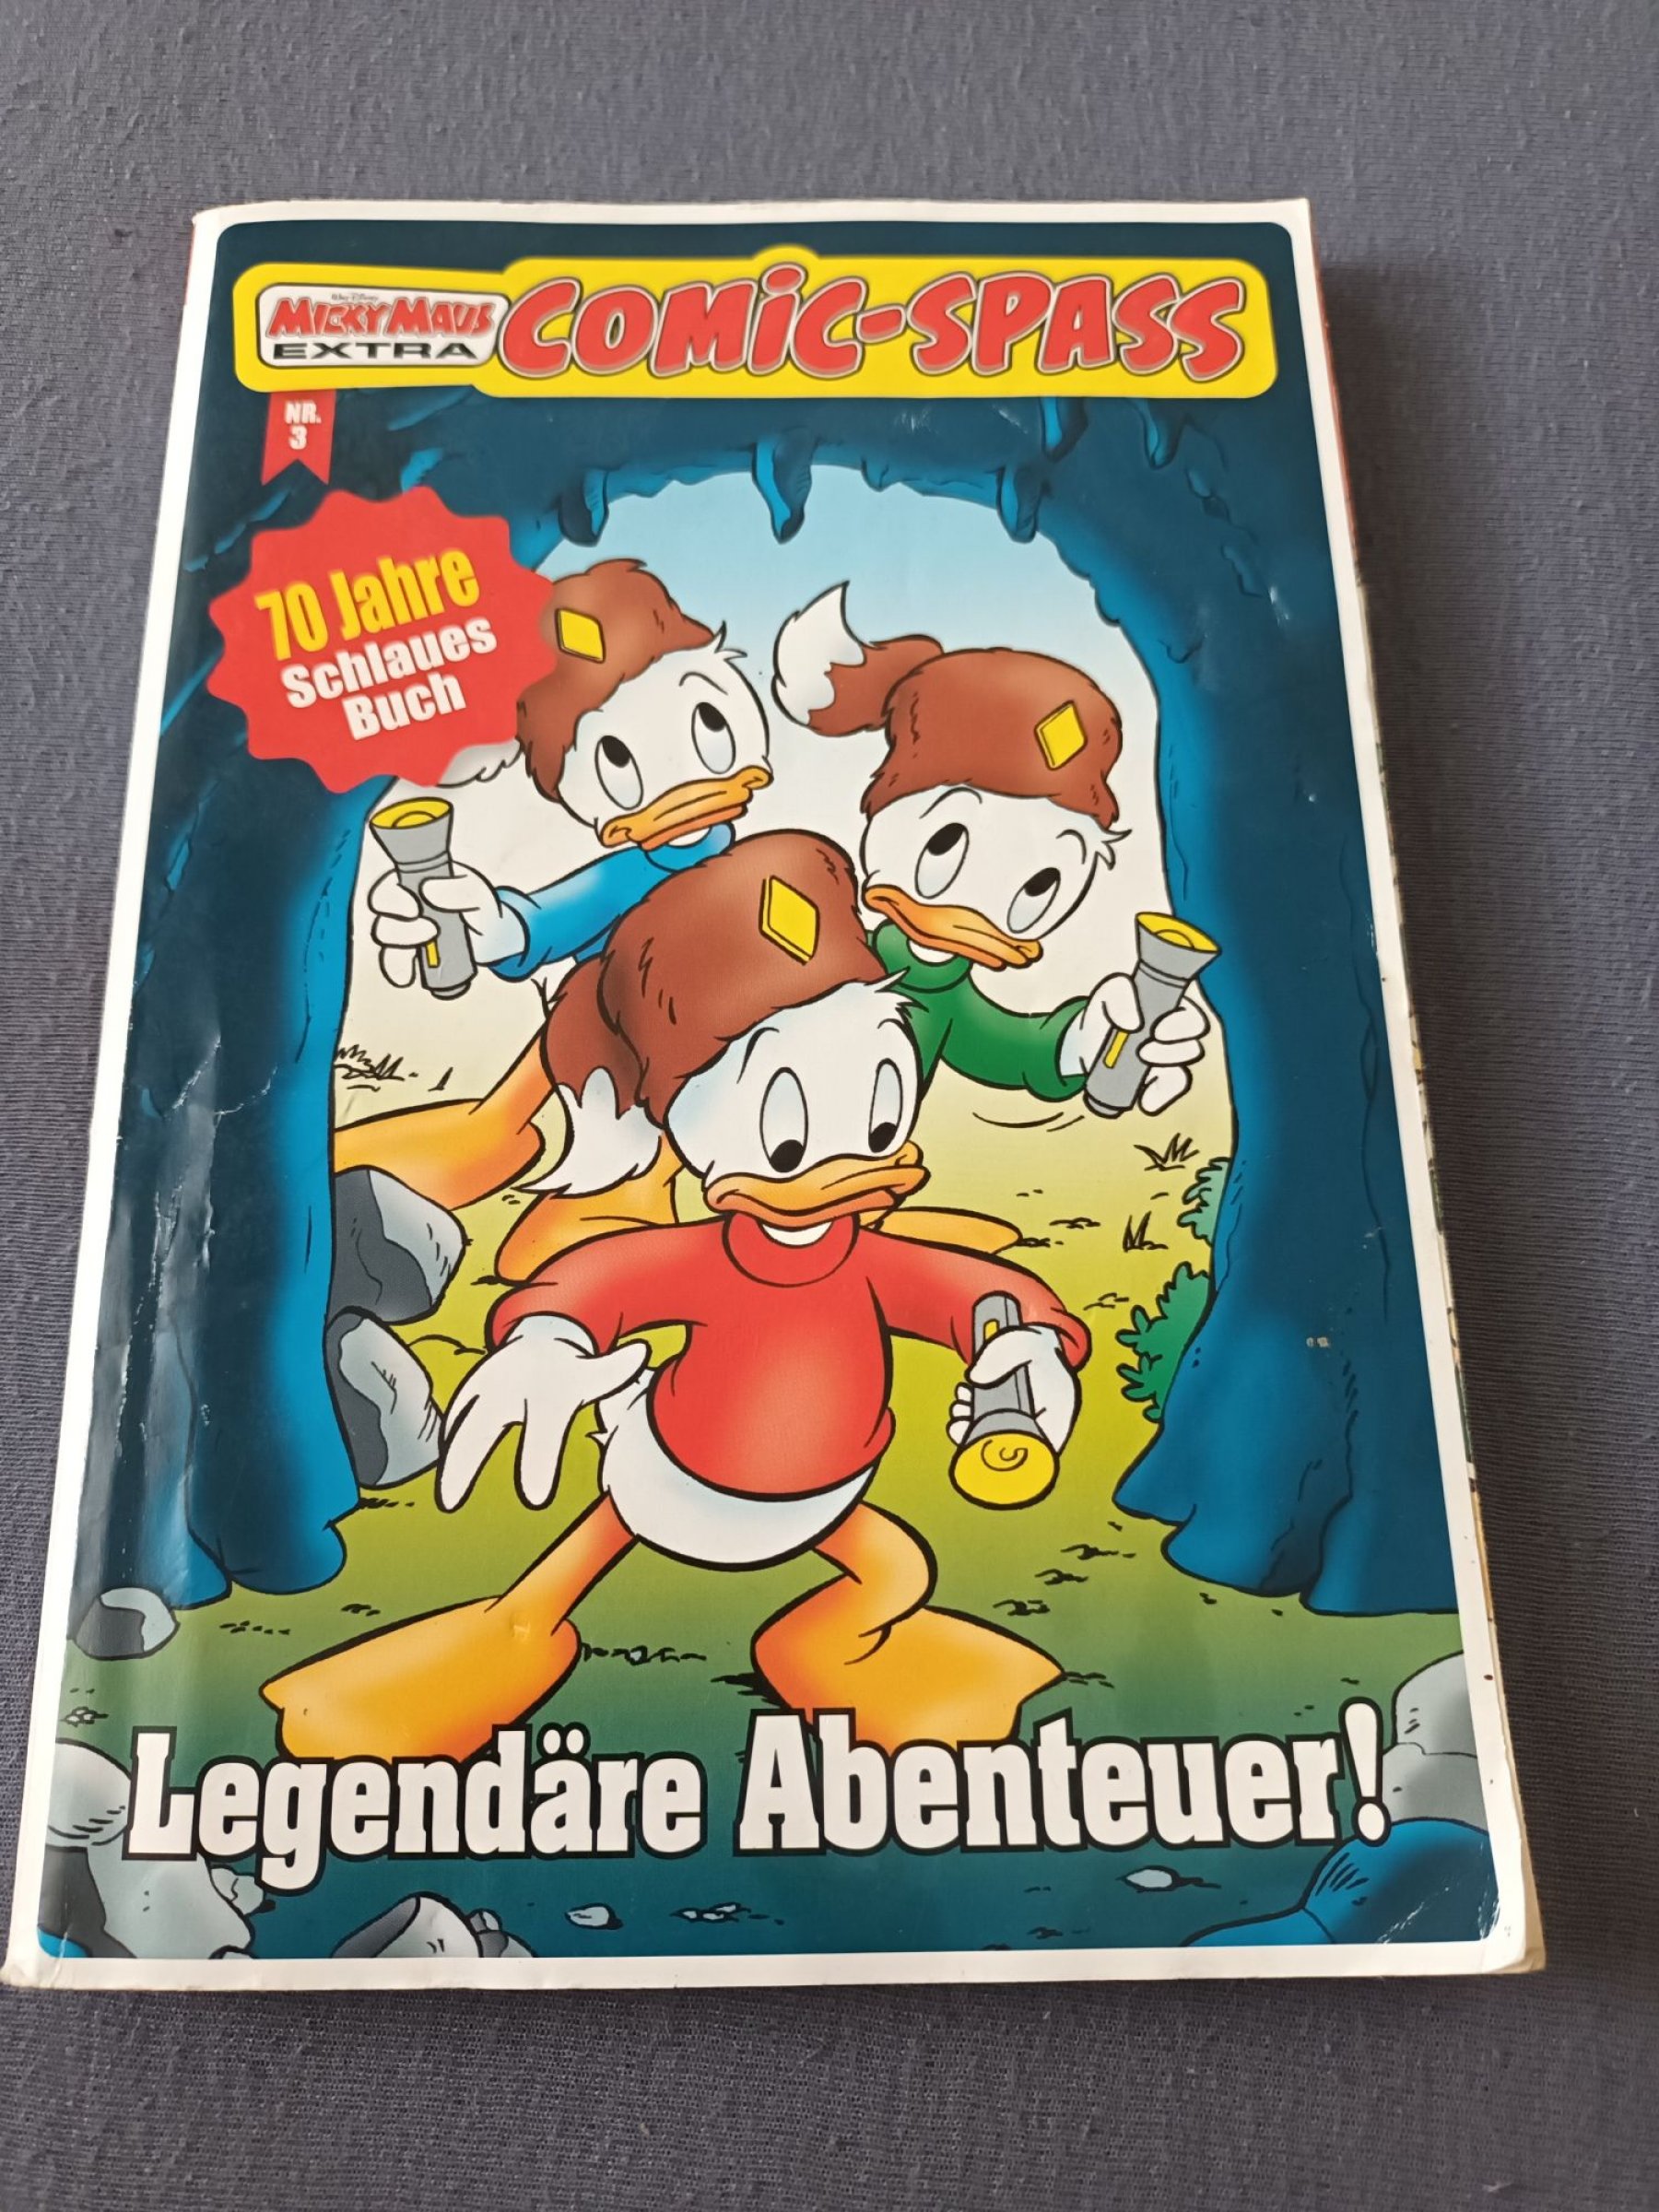 Walt Disney
MICKY MAUS
EXTRA
COMiC-SPASS
NR.
3
70 Jahre
Schlaues
Buch
Legendäre Abenteuer!